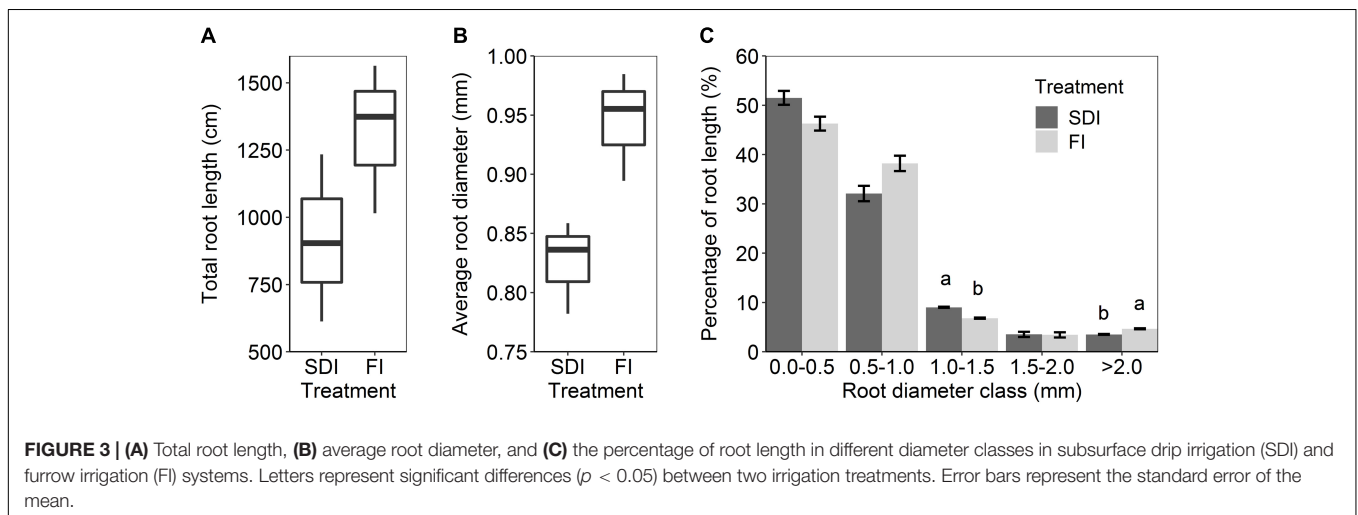 A
Total root length (cm)
1500
1250
1000
750
500
SDI FI
Treatment
B
Average root diameter (mm)
1.00
0.95
0.90
0.85
0.80
0.75
SDI FI
Treatment
C
Percentage of root length (%)
60
50
40
30
20
10
0
Treatment
SDI
FI
a
b
b
a
0.0-0.5 0.5-1.0 1.0-1.5 1.5-2.0 >2.0
Root diameter class (mm)
FIGURE 3 | (A) Total root length, (B) average root diameter, and (C) the percentage of root length in different diameter classes in subsurface drip irrigation (SDI) and
furrow irrigation (FI) systems. Letters represent significant differences (p < 0.05) between two irrigation treatments. Error bars represent the standard error of the
mean.